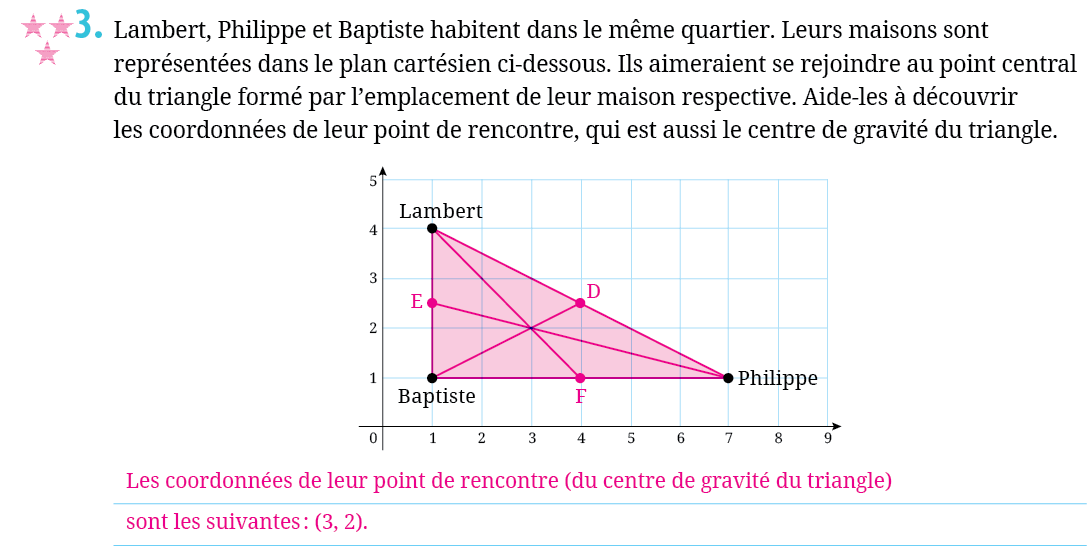 3. Lambert, Philippe et Baptiste habitent dans le même quartier. Leurs maisons sont
représentées dans le plan cartésien ci-dessous. Ils aimeraient se rejoindre au point central
du triangle formé par l’emplacement de leur maison respective. Aide-les à découvrir
les coordonnées de leur point de rencontre, qui est aussi le centre de gravité du triangle.
5
Lambert
4
3
E
D
2
1
Philippe
Baptiste
F
0 1 2 3 4 5 6 7 8 9
Les coordonnées de leur point de rencontre (du centre de gravité du triangle)
sont les suivantes : (3, 2).